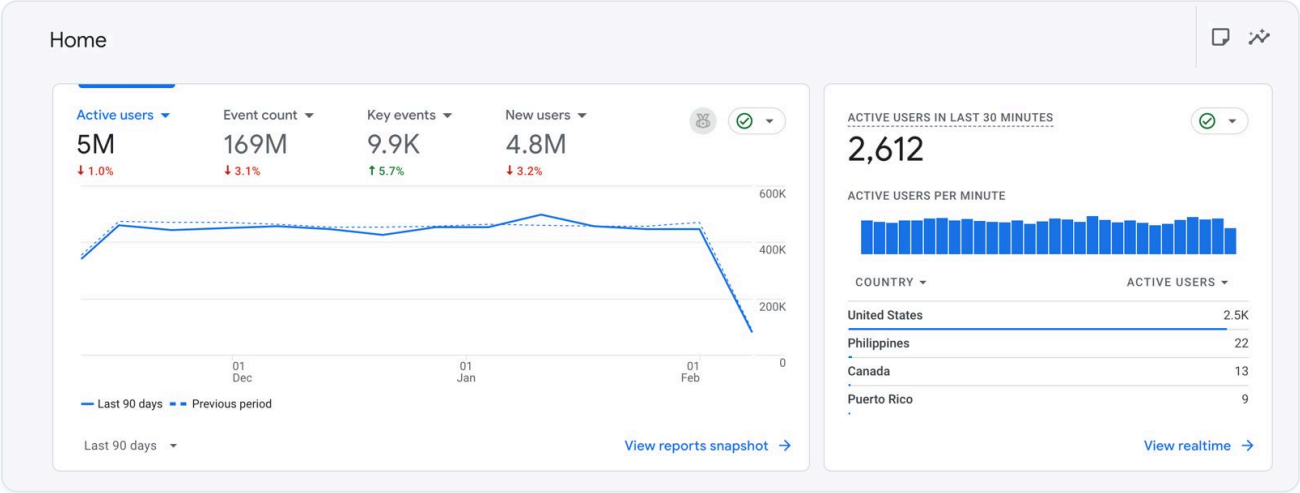 Home
Active users
5M
↓ 1.0%
Event count
169M
↓ 3.1%
Key events
9.9K
↑ 5.7%
New users
4.8M
↓ 3.2%
600K
400K
200K
0
01
Dec
01
Jan
01
Feb
Last 90 days
Previous period
Last 90 days
View reports snapshot →
ACTIVE USERS IN LAST 30 MINUTES
2,612
ACTIVE USERS PER MINUTE
COUNTRY ACTIVE USERS
United States 2.5K
Philippines 22
Canada 13
Puerto Rico 9
View realtime →